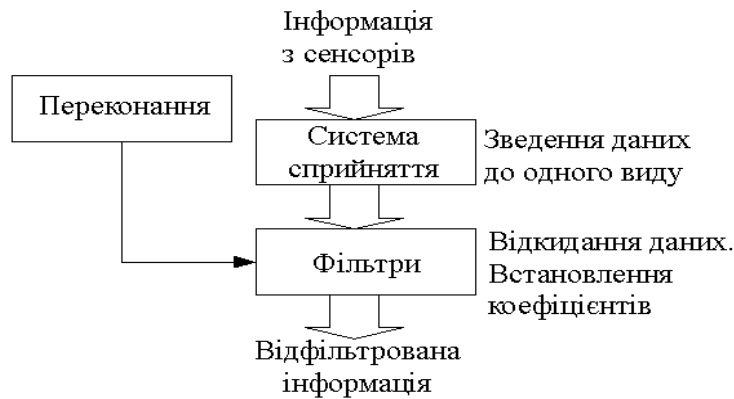 Інформація
з сенсорів
Переконання
Система
сприйняття
Зведення даних
до одного виду
Фільтри
Відкидання даних.
Встановлення
коефіцієнтів
Відфільтрована
інформація